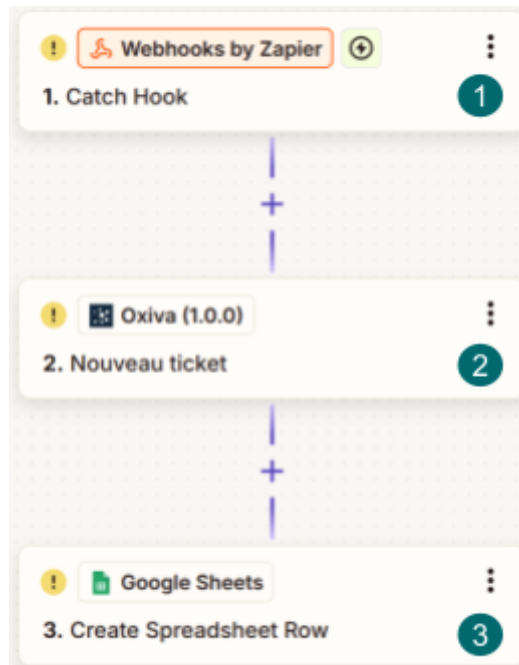 ! Webhooks by Zapier
1. Catch Hook
1
! Oxiva (1.0.0)
2. Nouveau ticket
2
! Google Sheets
3. Create Spreadsheet Row
3